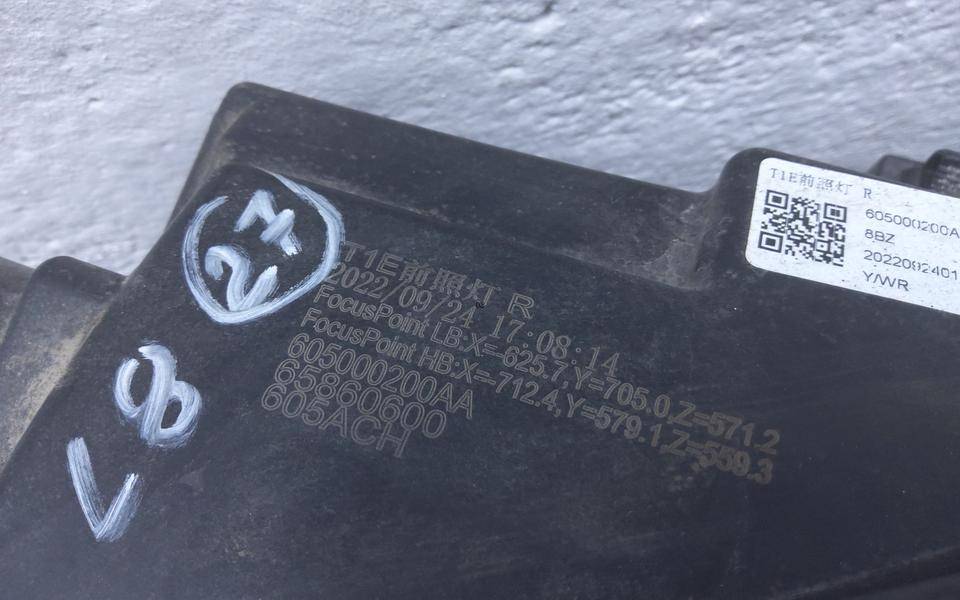 T1E前照灯 R
2022/09/24 17:08:14
FocusPoint LB:X=-625.7,Y=705.0,Z=571.2
FocusPoint HB:X=-712.4,Y=579.1,Z=559.3
605000200AA
65860600
605ACH
T1E前照灯 R
605000200A
8BZ
2022092401
Y/WR